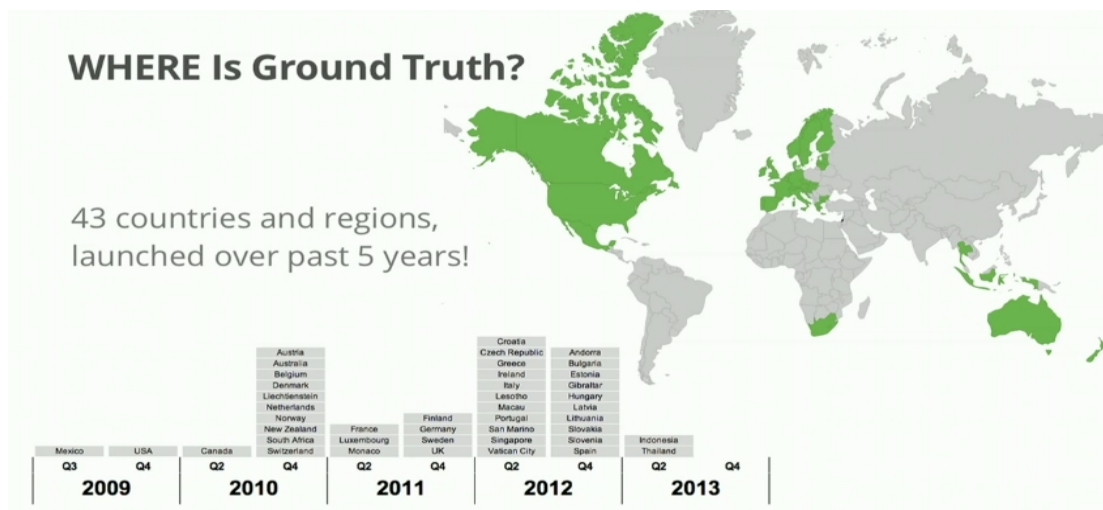 WHERE Is Ground Truth?
43 countries and regions,
launched over past 5 years!
Mexico
Q3
USA
Q4
2009
Canada
Q2
Austria
Australia
Belgium
Denmark
Liechtienstein
Netherlands
Norway
New Zealand
South Africa
Switzerland
Q4
2010
France
Luxembourg
Monaco
Q2
Finland
Germany
Sweden
UK
Q4
2011
Croatia
Czech Republic
Greece
Ireland
Italy
Lesotho
Macau
Portugal
San Marino
Singapore
Vatican City
Q2
Andorra
Bulgaria
Estonia
Gibraltar
Hungary
Latvia
Lithuania
Slovakia
Slovenia
Spain
Q4
2012
Indonesia
Thailand
Q2
Q4
2013